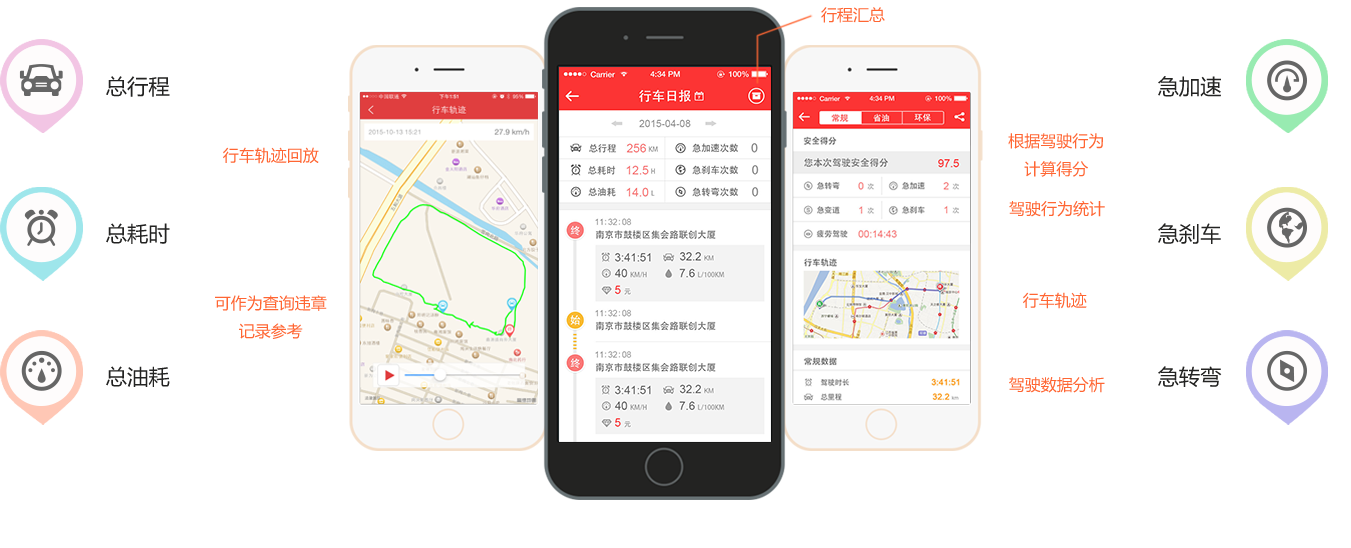 行程汇总
总行程
总耗时
总油耗
行车轨迹回放
可作为查询违章
记录参考
中国联通
下午1:51
85%
行车轨迹
2015-10-13 15:21
27.9 km/h
Carrier
4:34 PM
100%
行车日报
2015-04-08
总行程 256 KM
急加速次数 0
总耗时 12.5 H
急刹车次数 0
总油耗 14.0 L
急转弯次数 0
11:32:08
终
南京市鼓楼区集会路联创大厦
3:41:51 32.2 KM
40 KM/H 7.6 L/100KM
5 元
11:32:08
始
南京市鼓楼区集会路联创大厦
11:32:08
终
南京市鼓楼区集会路联创大厦
3:41:51 32.2 KM
40 KM/H 7.6 L/100KM
5 元
Carrier
4:34 PM
100%
常规 省油 环保
安全得分
您本次驾驶安全得分 97.5
急转弯 0 次 急加速 2 次
急变道 1 次 急刹车 1 次
疲劳驾驶 00:14:43
行车轨迹
常规数据
驾驶时长 3:41:51
总里程 32.2 km
根据驾驶行为
计算得分
驾驶行为统计
行车轨迹
驾驶数据分析
急加速
急刹车
急转弯